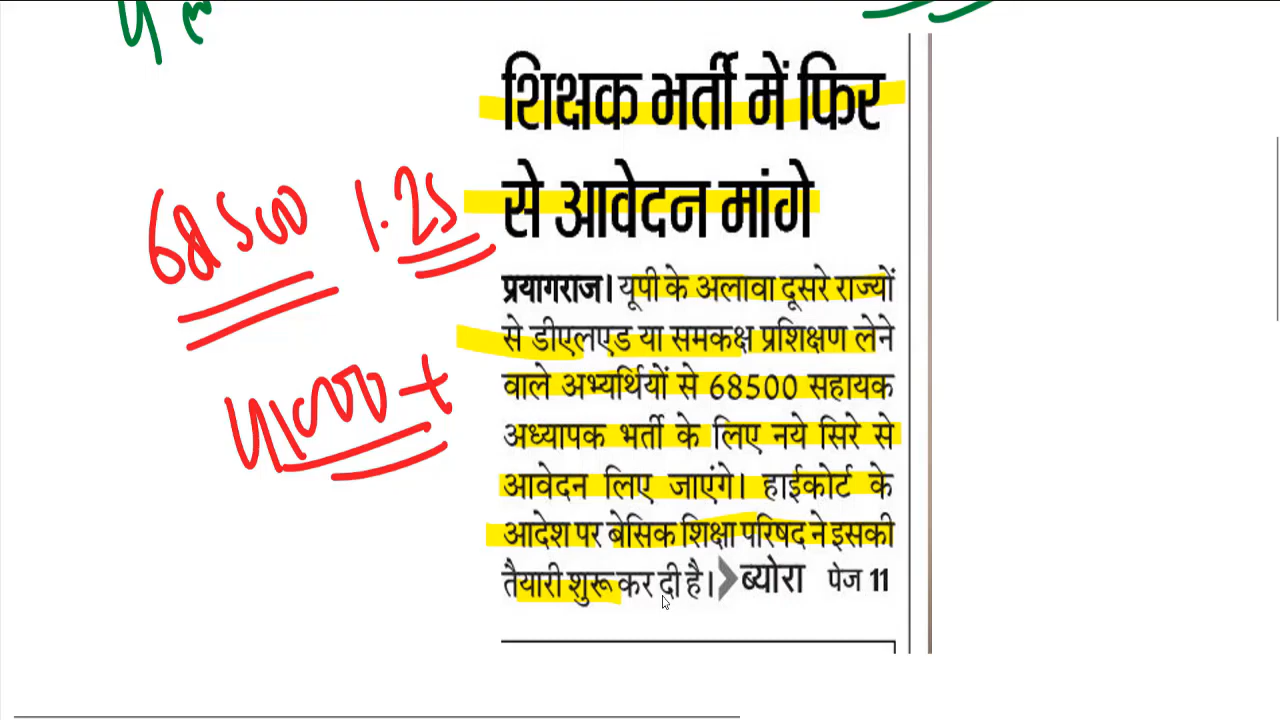 शिक्षक भर्ती में फिर
से आवेदन मांगे
68500 1.25
41000+
प्रयागराज। यूपी के अलावा दूसरे राज्यों
से डीएलएड या समकक्ष प्रशिक्षण लेने
वाले अभ्यर्थियों से 68500 सहायक
अध्यापक भर्ती के लिए नये सिरे से
आवेदन लिए जाएंगे। हाईकोर्ट के
आदेश पर बेसिक शिक्षा परिषद ने इसकी
तैयारी शुरू कर दी है। ब्योरा पेज 11